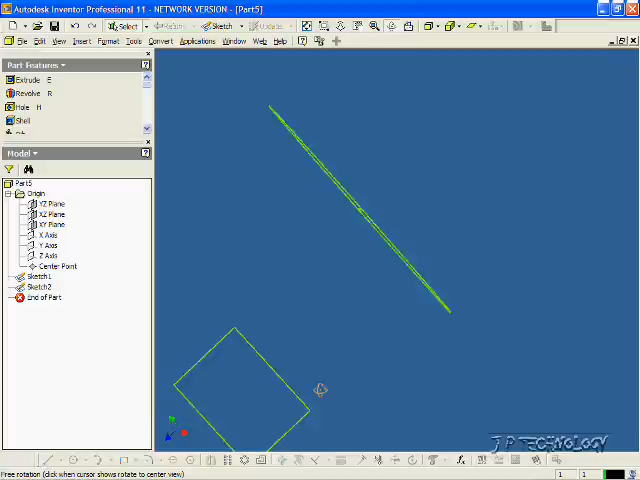 Autodesk Inventor Professional 11 - NETWORK VERSION - [Part5]
Select Return Sketch Update
File Edit View Insert Format Tools Convert Applications Window Web Help
Part Features
Extrude E
Revolve R
Hole H
Shell
Model
Part5
Origin
YZ Plane
XZ Plane
XY Plane
X Axis
Y Axis
Z Axis
Center Point
Sketch1
Sketch2
End of Part
JP TECHNOLOGY
Free rotation (click when cursor shows rotate to center view)
1 1